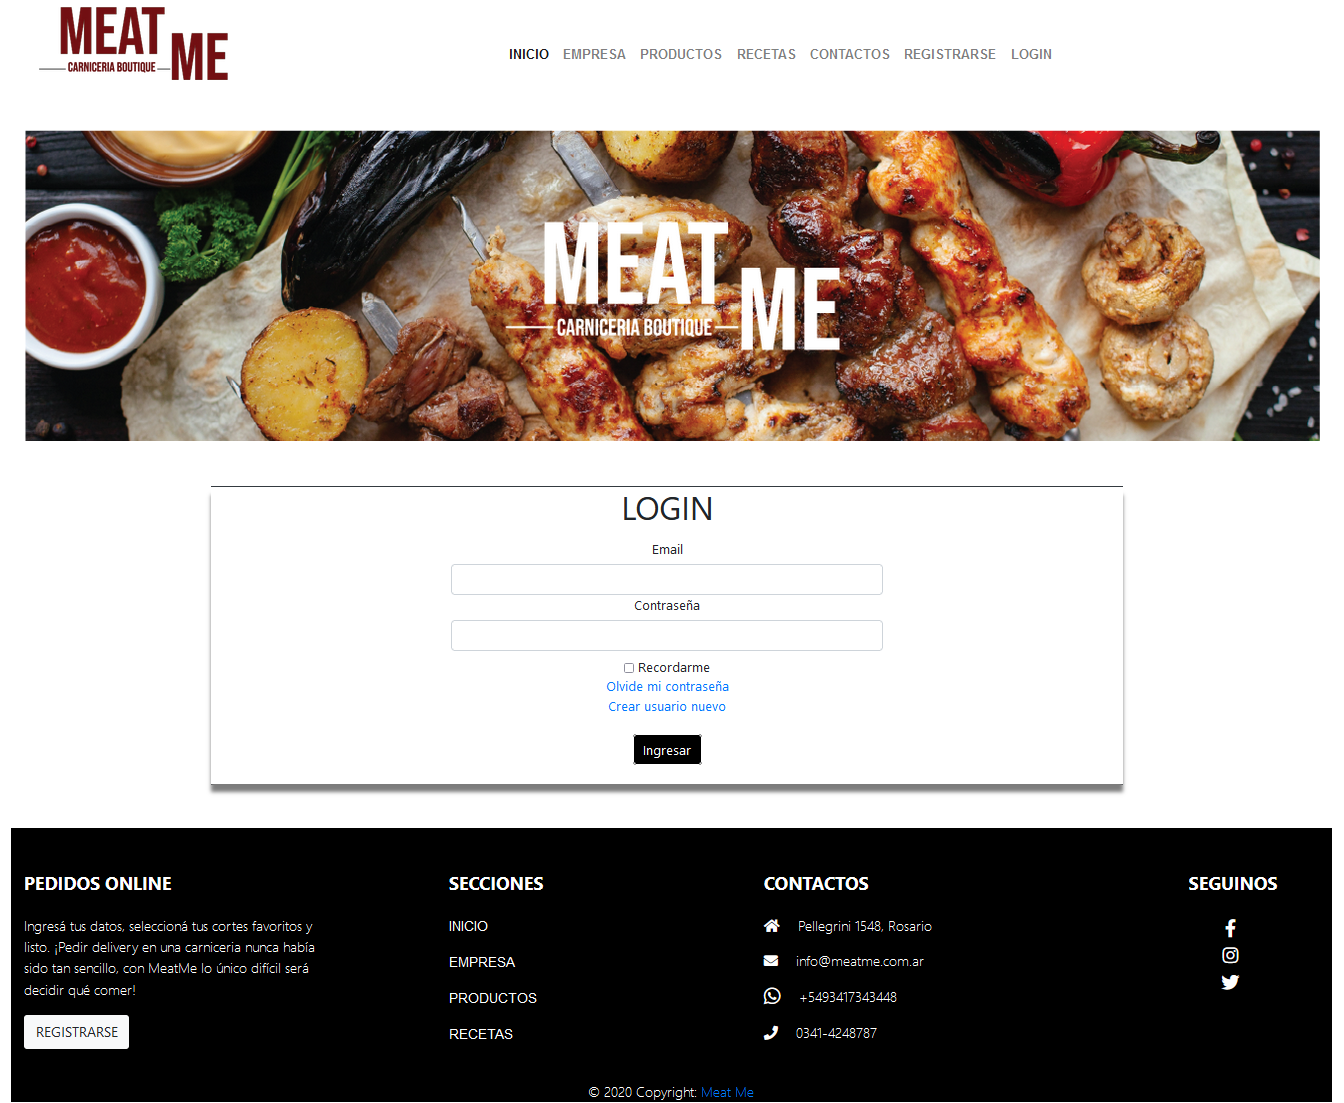 MEAT
ME
CARNICERIA BOUTIQUE
INICIO EMPRESA PRODUCTOS RECETAS CONTACTOS REGISTRARSE LOGIN
MEAT
ME
CARNICERIA BOUTIQUE
LOGIN
Email
Contraseña
Recordarme
Olvide mi contraseña
Crear usuario nuevo
Ingresar
PEDIDOS ONLINE
Ingresá tus datos, seleccioná tus cortes favoritos y
listo. ¡Pedir delivery en una carniceria nunca había
sido tan sencillo, con MeatMe lo único difícil será
decidir qué comer!
REGISTRARSE
SECCIONES
INICIO
EMPRESA
PRODUCTOS
RECETAS
CONTACTOS
Pellegrini 1548, Rosario
info@meatme.com.ar
+5493417343448
0341-4248787
SEGUINOS
© 2020 Copyright: Meat Me